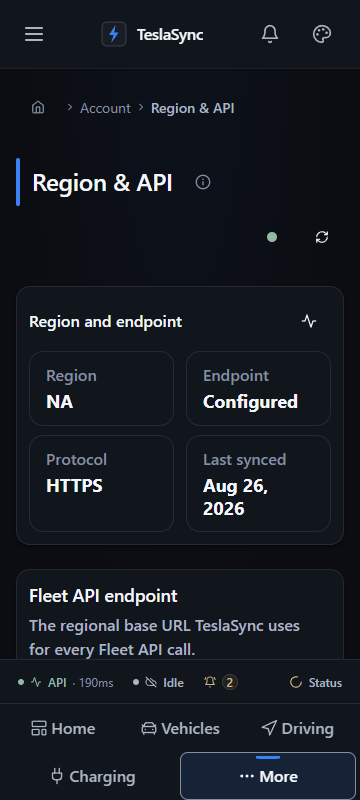 TeslaSync
Account › Region & API
Region & API
Region and endpoint
Region
NA
Endpoint
Configured
Protocol
HTTPS
Last synced
Aug 26,
2026
Fleet API endpoint
The regional base URL TeslaSync uses
for every Fleet API call.
API · 190ms Idle 2 Status
Home Vehicles Driving
Charging More